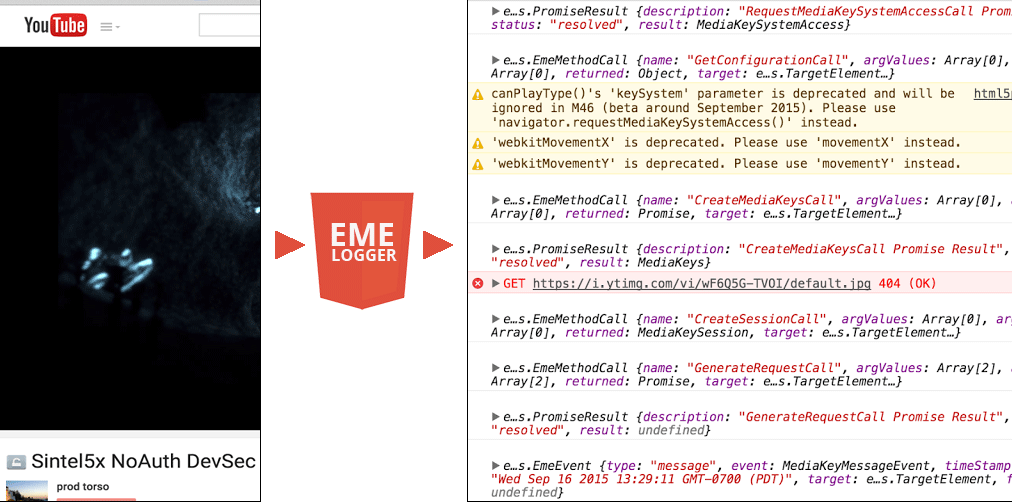 YouTube
Sintel5x NoAuth DevSec
prod torso
EME
LOGGER
e…s.PromiseResult {description: "RequestMediaKeySystemAccessCall Prom
status: "resolved", result: MediaKeySystemAccess}
e…s.EmeMethodCall {name: "GetConfigurationCall", argValues: Array[0],
Array[0], returned: Object, target: e…s.TargetElement…}
canPlayType()'s 'keySystem' parameter is deprecated and will be html5p
ignored in M46 (beta around September 2015). Please use
'navigator.requestMediaKeySystemAccess()' instead.
'webkitMovementX' is deprecated. Please use 'movementX' instead.
'webkitMovementY' is deprecated. Please use 'movementY' instead.
e…s.EmeMethodCall {name: "CreateMediaKeysCall", argValues: Array[0], a
Array[0], returned: Promise, target: e…s.TargetElement…}
e…s.PromiseResult {description: "CreateMediaKeysCall Promise Result",
"resolved", result: MediaKeys}
GET https://i.ytimg.com/vi/wF6Q5G-TVOI/default.jpg 404 (OK)
e…s.EmeMethodCall {name: "CreateSessionCall", argValues: Array[0], arg
Array[0], returned: MediaKeySession, target: e…s.TargetElement…}
e…s.EmeMethodCall {name: "GenerateRequestCall", argValues: Array[2],
Array[2], returned: Promise, target: e…s.TargetElement…}
e…s.PromiseResult {description: "GenerateRequestCall Promise Result",
"resolved", result: undefined}
e…s.EmeEvent {type: "message", event: MediaKeyMessageEvent, timeStamp
"Wed Sep 16 2015 13:29:11 GMT-0700 (PDT)", target: e…s.TargetElement, f
undefined}